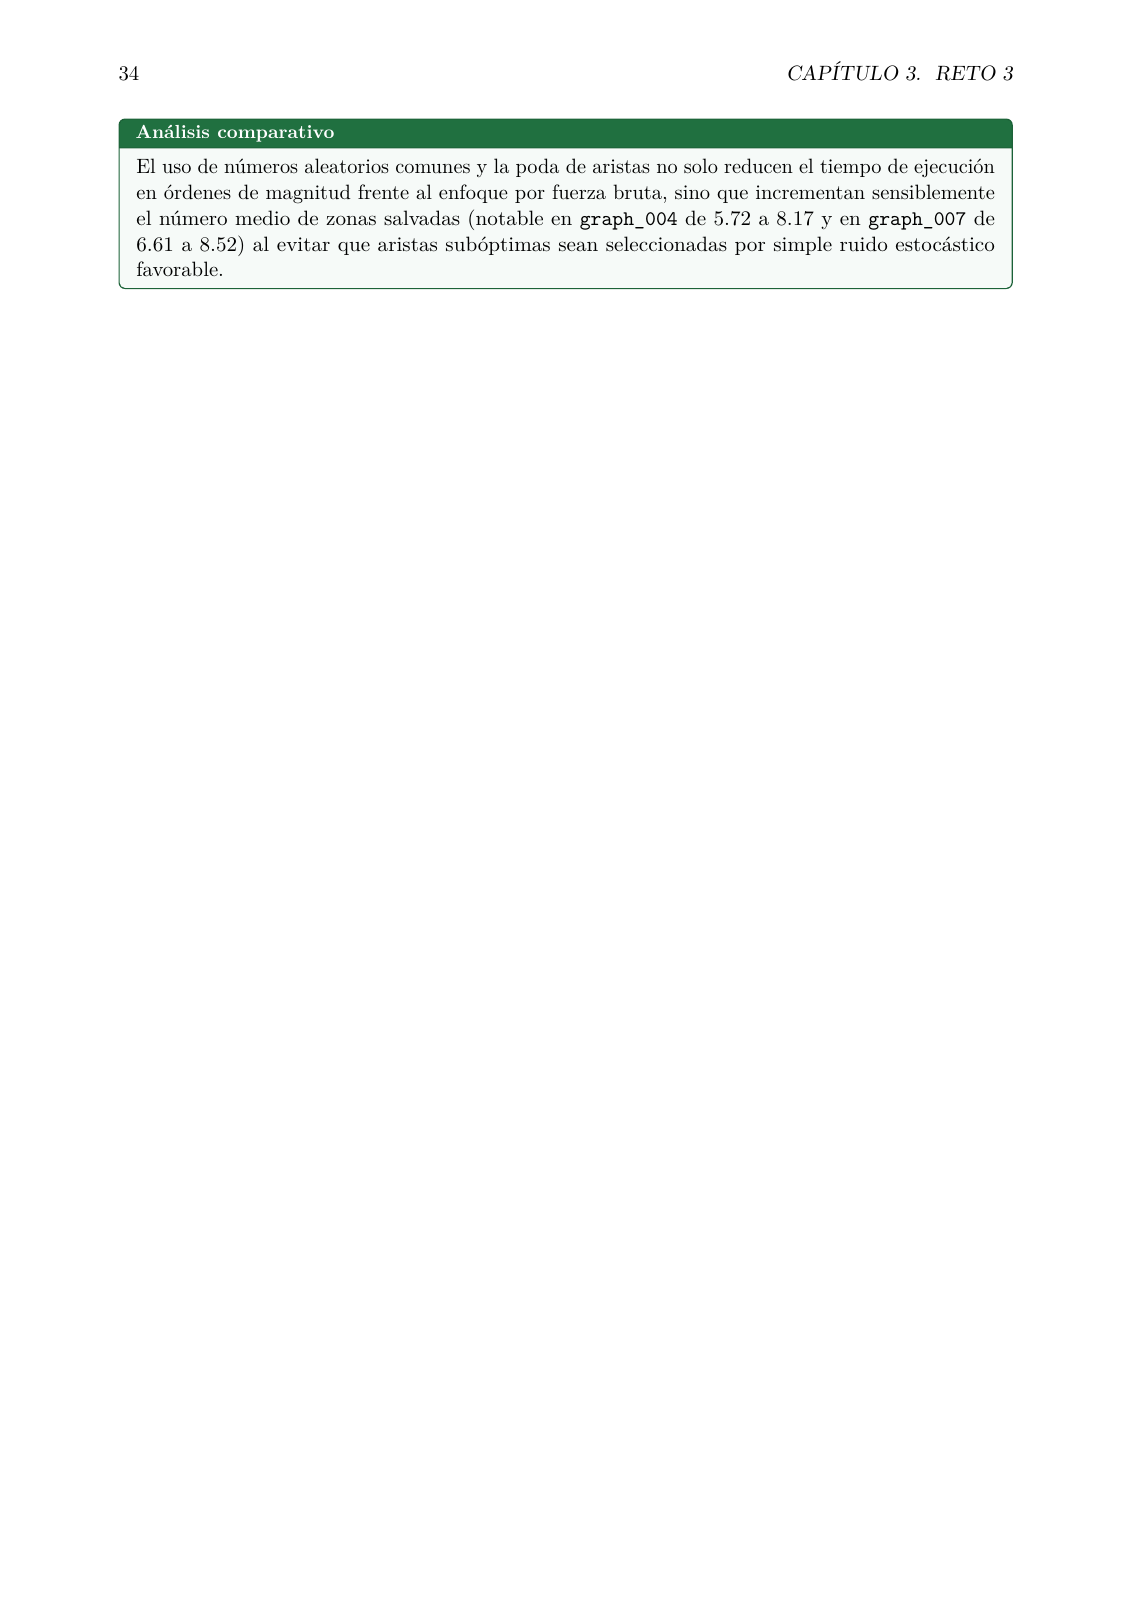 34 CAPÍTULO 3. RETO 3
Análisis comparativo
El uso de números aleatorios comunes y la poda de aristas no solo reducen el tiempo de ejecución
en órdenes de magnitud frente al enfoque por fuerza bruta, sino que incrementan sensiblemente
el número medio de zonas salvadas (notable en graph_004 de 5.72 a 8.17 y en graph_007 de
6.61 a 8.52) al evitar que aristas subóptimas sean seleccionadas por simple ruido estocástico
favorable.